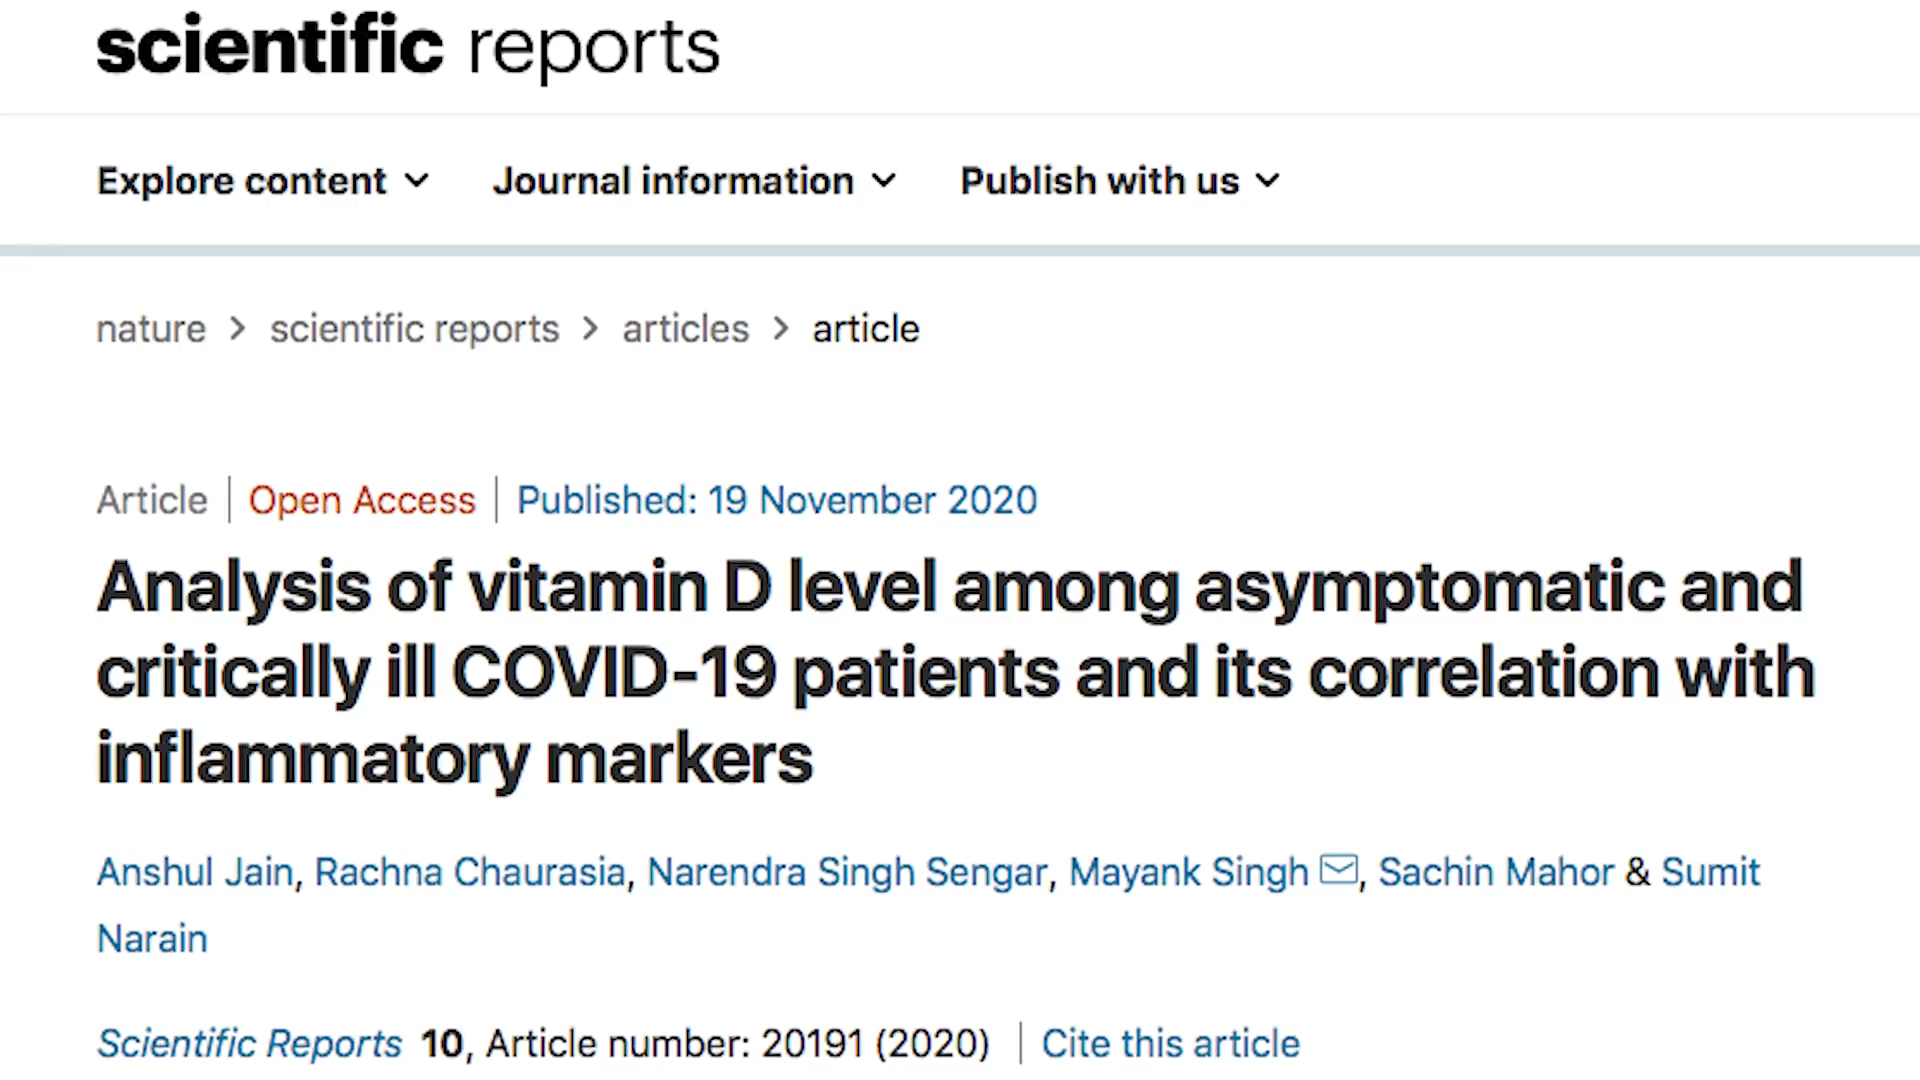 scientific reports
Explore content Journal information Publish with us
nature > scientific reports > articles > article
Article | Open Access | Published: 19 November 2020
Analysis of vitamin D level among asymptomatic and
critically ill COVID-19 patients and its correlation with
inflammatory markers
Anshul Jain, Rachna Chaurasia, Narendra Singh Sengar, Mayank Singh, Sachin Mahor & Sumit
Narain
Scientific Reports 10, Article number: 20191 (2020) | Cite this article